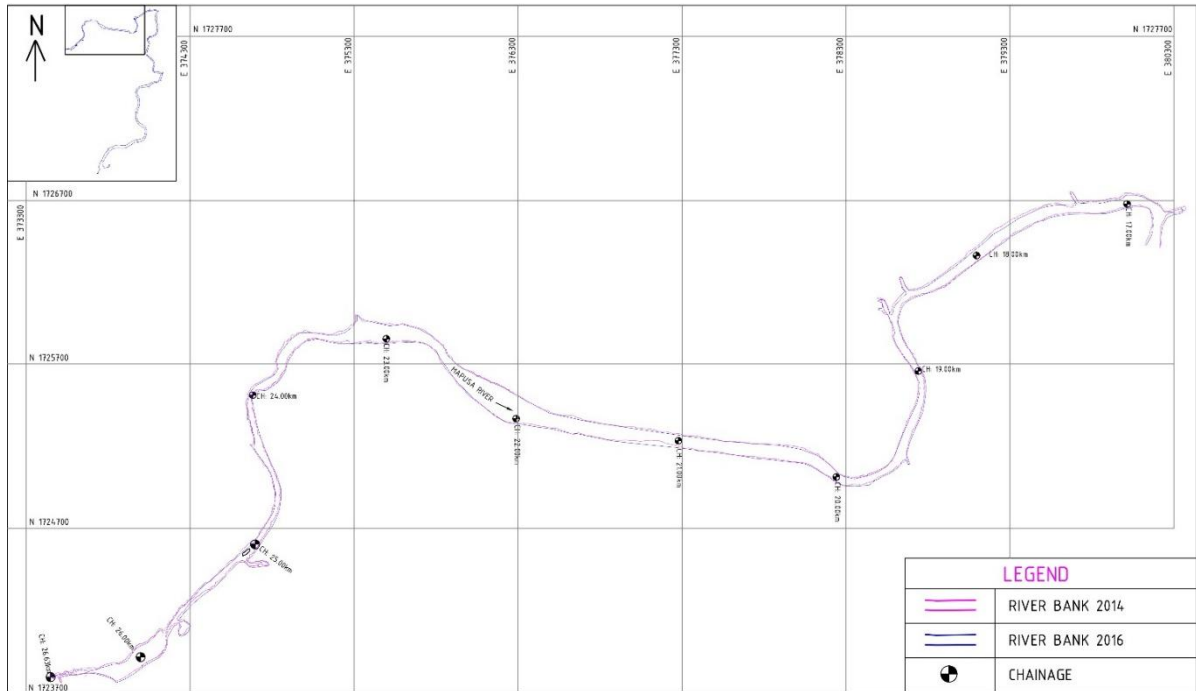 N
N 1727700
E 374300
E 375300
E 376300
E 377300
E 378300
E 379300
N 1727700
E 380300
N 1726700
E 373300
CH: 17.00km
CH: 18.00km
CH: 23.00km
N 1725700
MAPUSA RIVER
CH: 19.00km
CH: 24.00km
CH: 22.00km
CH: 21.00km
CH: 20.00km
N 1724700
CH: 25.00km
CH: 26.00km
CH: 26.63km
N 1723700
LEGEND
RIVER BANK 2014
RIVER BANK 2016
CHAINAGE